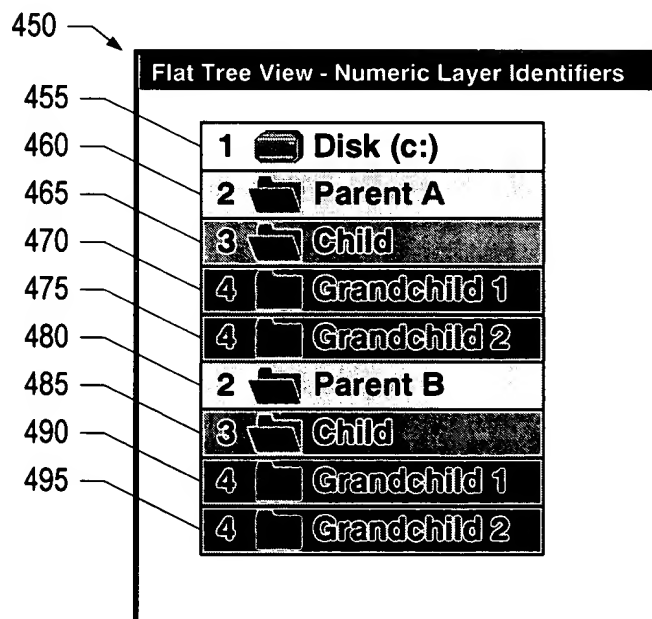 450
Flat Tree View - Numeric Layer Identifiers
455
1 Disk (c:)
460
2 Parent A
465
3 Child
470
4 Grandchild 1
475
4 Grandchild 2
480
2 Parent B
485
3 Child
490
4 Grandchild 1
495
4 Grandchild 2